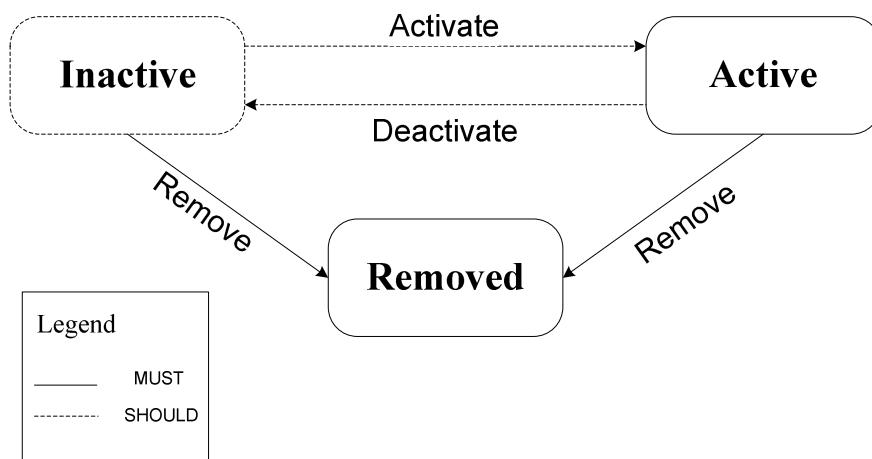 Activate
Inactive
Active
Deactivate
Remove
Remove
Removed
Legend
MUST
SHOULD